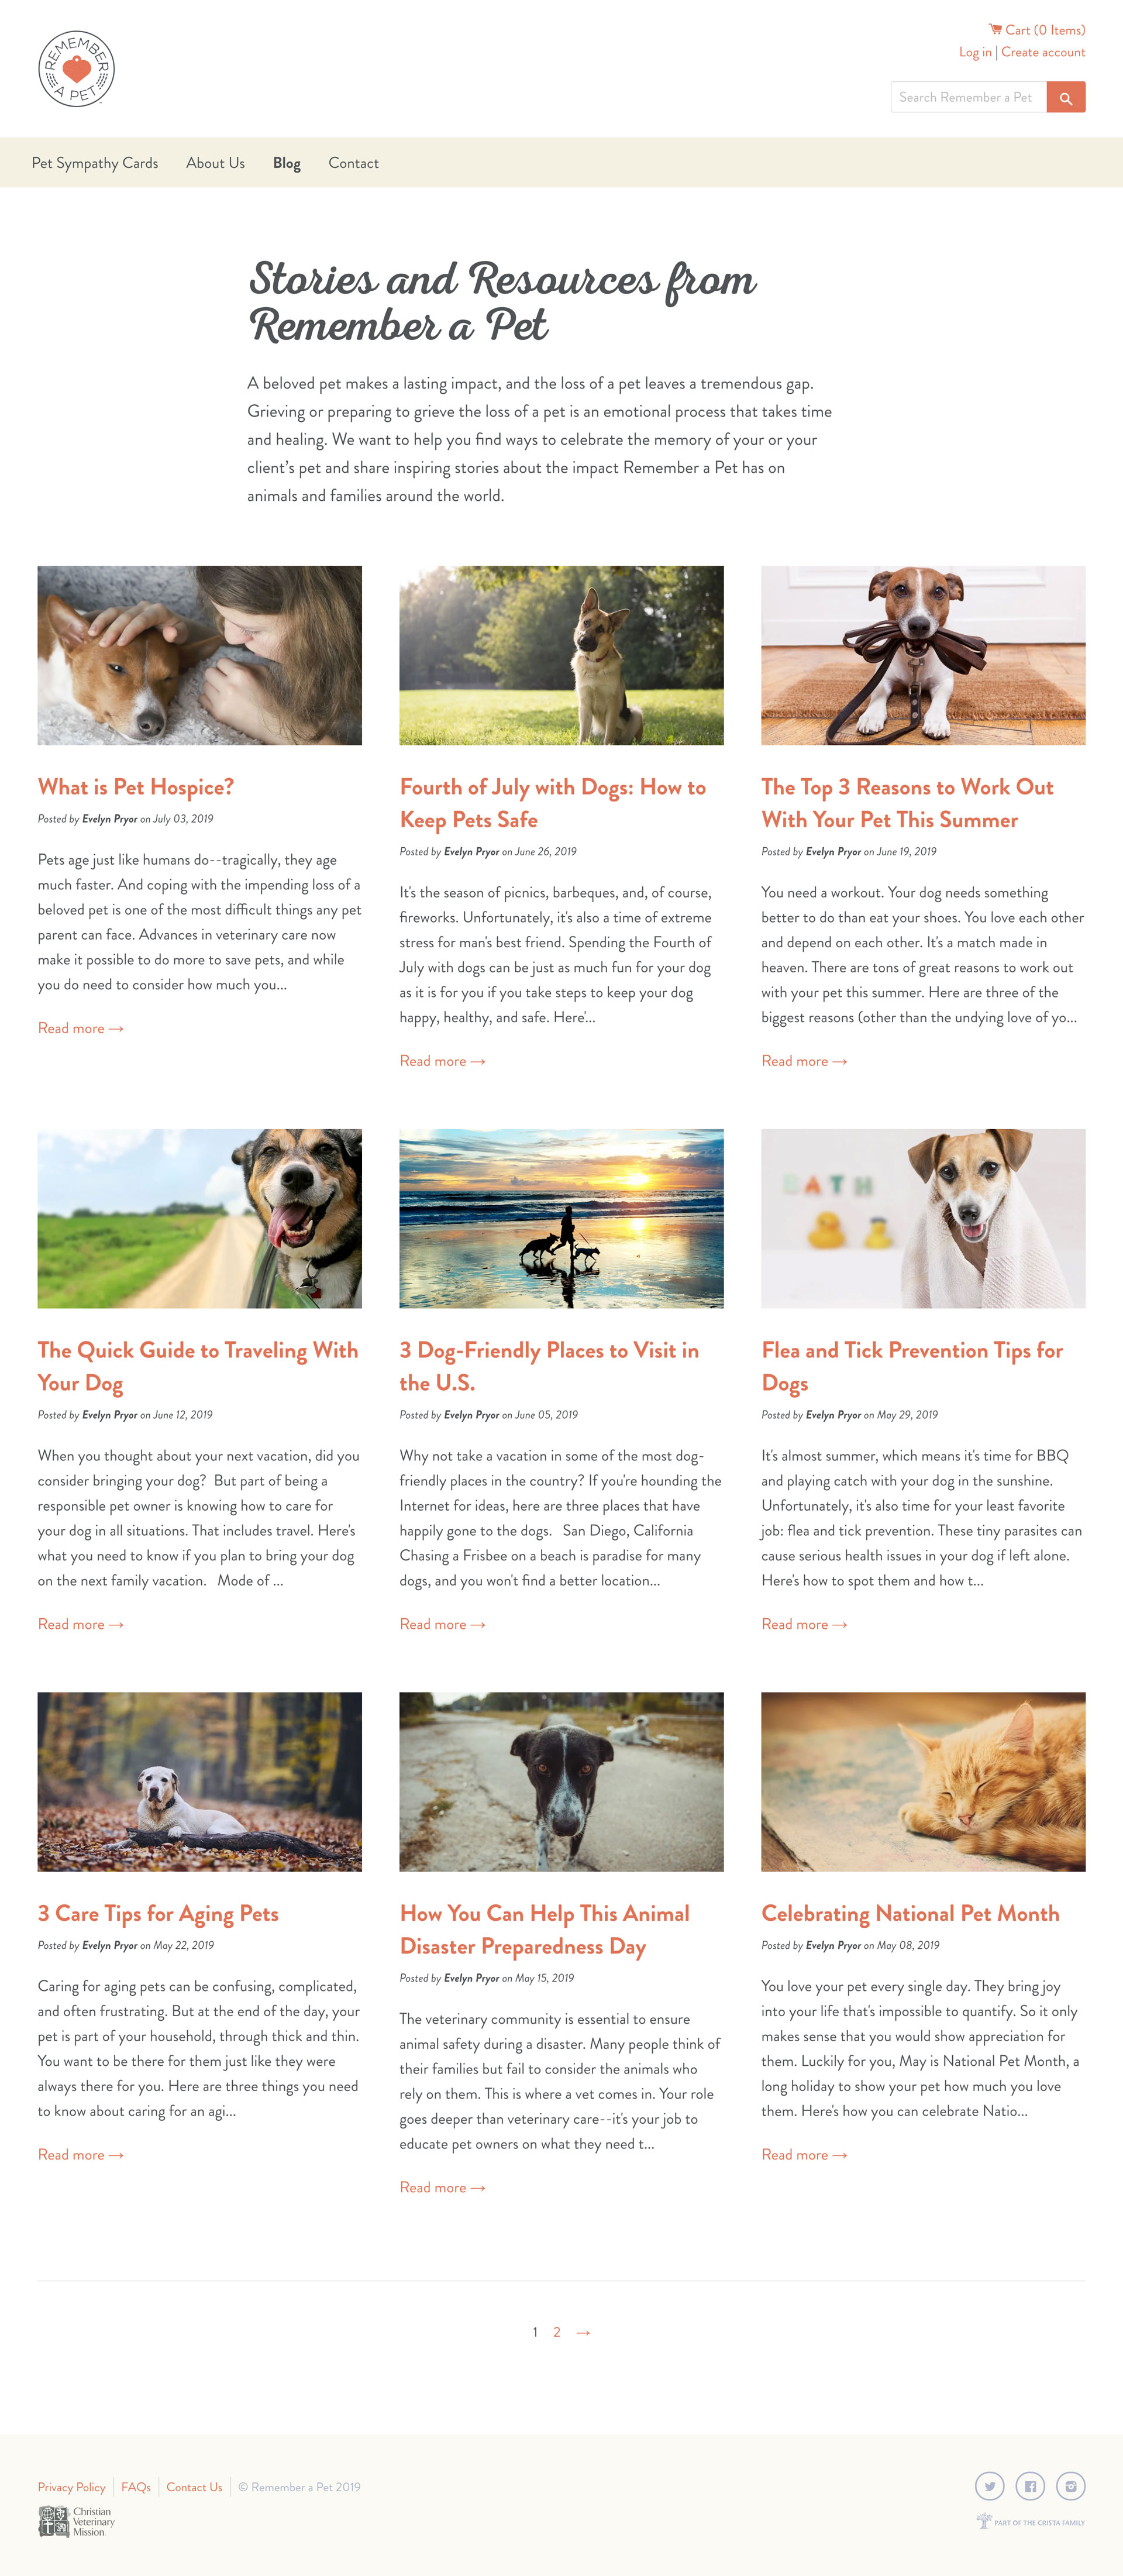 REMEMBER
A PET
Cart (0 Items)
Log in | Create account
Search Remember a Pet
Pet Sympathy Cards About Us Blog Contact
Stories and Resources from
Remember a Pet
A beloved pet makes a lasting impact, and the loss of a pet leaves a tremendous gap.
Grieving or preparing to grieve the loss of a pet is an emotional process that takes time
and healing. We want to help you find ways to celebrate the memory of your or your
client’s pet and share inspiring stories about the impact Remember a Pet has on
animals and families around the world.
What is Pet Hospice?
Posted by Evelyn Pryor on July 03, 2019
Pets age just like humans do--tragically, they age
much faster. And coping with the impending loss of a
beloved pet is one of the most difficult things any pet
parent can face. Advances in veterinary care now
make it possible to do more to save pets, and while
you do need to consider how much you...
Read more →
Fourth of July with Dogs: How to
Keep Pets Safe
Posted by Evelyn Pryor on June 26, 2019
It's the season of picnics, barbeques, and, of course,
fireworks. Unfortunately, it's also a time of extreme
stress for man's best friend. Spending the Fourth of
July with dogs can be just as much fun for your dog
as it is for you if you take steps to keep your dog
happy, healthy, and safe. Here'...
Read more →
The Top 3 Reasons to Work Out
With Your Pet This Summer
Posted by Evelyn Pryor on June 19, 2019
You need a workout. Your dog needs something
better to do than eat your shoes. You love each other
and depend on each other. It's a match made in
heaven. There are tons of great reasons to work out
with your pet this summer. Here are three of the
biggest reasons (other than the undying love of yo...
Read more →
The Quick Guide to Traveling With
Your Dog
Posted by Evelyn Pryor on June 12, 2019
When you thought about your next vacation, did you
consider bringing your dog?  But part of being a
responsible pet owner is knowing how to care for
your dog in all situations. That includes travel. Here's
what you need to know if you plan to bring your dog
on the next family vacation.   Mode of ...
Read more →
3 Dog-Friendly Places to Visit in
the U.S.
Posted by Evelyn Pryor on June 05, 2019
Why not take a vacation in some of the most dog-
friendly places in the country? If you're hounding the
Internet for ideas, here are three places that have
happily gone to the dogs.   San Diego, California
Chasing a Frisbee on a beach is paradise for many
dogs, and you won't find a better location...
Read more →
BATH
Flea and Tick Prevention Tips for
Dogs
Posted by Evelyn Pryor on May 29, 2019
It's almost summer, which means it's time for BBQ
and playing catch with your dog in the sunshine.
Unfortunately, it's also time for your least favorite
job: flea and tick prevention. These tiny parasites can
cause serious health issues in your dog if left alone.
Here's how to spot them and how t...
Read more →
3 Care Tips for Aging Pets
Posted by Evelyn Pryor on May 22, 2019
Caring for aging pets can be confusing, complicated,
and often frustrating. But at the end of the day, your
pet is part of your household, through thick and thin.
You want to be there for them just like they were
always there for you. Here are three things you need
to know about caring for an agi...
Read more →
How You Can Help This Animal
Disaster Preparedness Day
Posted by Evelyn Pryor on May 15, 2019
The veterinary community is essential to ensure
animal safety during a disaster. Many people think of
their families but fail to consider the animals who
rely on them. This is where a vet comes in. Your role
goes deeper than veterinary care--it's your job to
educate pet owners on what they need t...
Read more →
Celebrating National Pet Month
Posted by Evelyn Pryor on May 08, 2019
You love your pet every single day. They bring joy
into your life that's impossible to quantify. So it only
makes sense that you would show appreciation for
them. Luckily for you, May is National Pet Month, a
long holiday to show your pet how much you love
them. Here's how you can celebrate Natio...
Read more →
1 2 →
Privacy Policy FAQs Contact Us © Remember a Pet 2019
Christian
Veterinary
Mission
PART OF THE CRISTA FAMILY